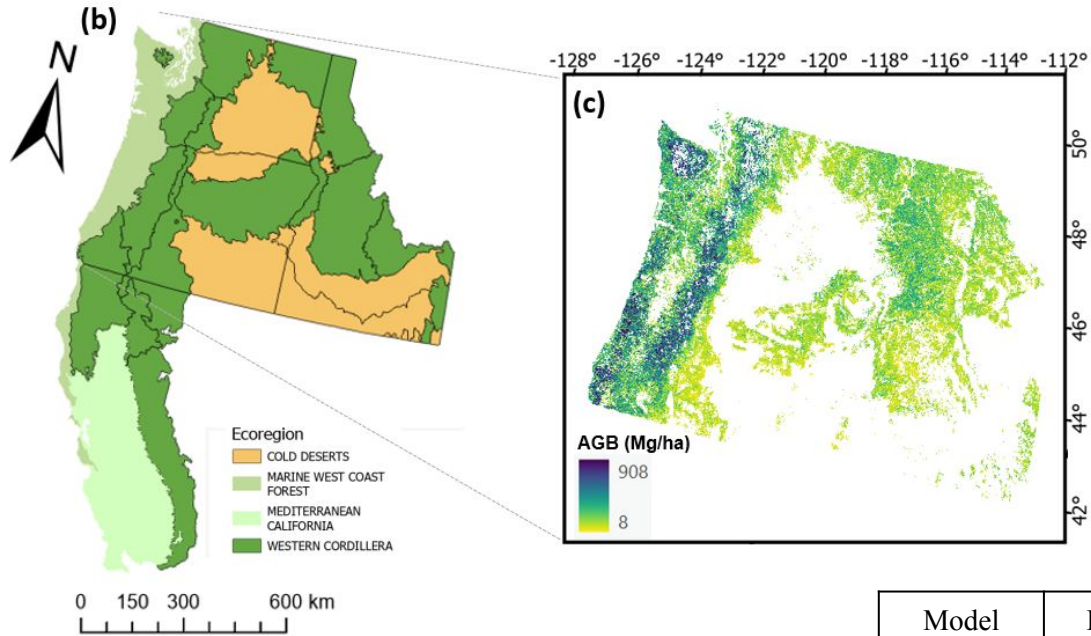 (b)
N
-128° -126° -124° -122° -120° -118° -116° -114° -112°
(c)
50°
48°
46°
44°
42°
AGB (Mg/ha)
908
8
Ecoregion
COLD DESERTS
MARINE WEST COAST
FOREST
MEDITERRANEAN
CALIFORNIA
WESTERN CORDILLERA
0 150 300 600 km
Model